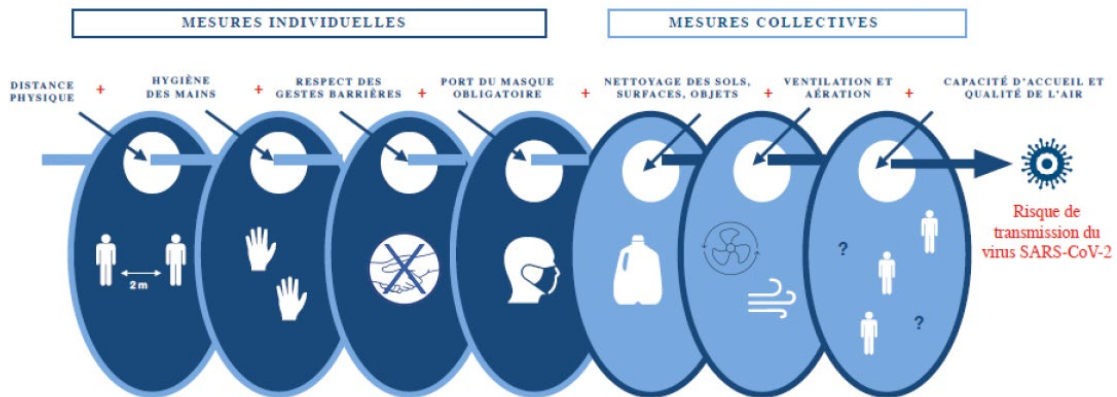 MESURES INDIVIDUELLES
MESURES COLLECTIVES
DISTANCE
PHYSIQUE
+
HYGIÈNE
DES MAINS
+
RESPECT DES
GESTES BARRIÈRES
+
PORT DU MASQUE
OBLIGATOIRE
+
NETTOYAGE DES SOLS,
SURFACES, OBJETS
+
VENTILATION ET
AÉRATION
+
CAPACITÉ D'ACCUEIL ET
QUALITÉ DE L'AIR
2 m
?
?
Risque de
transmission du
virus SARS-CoV-2